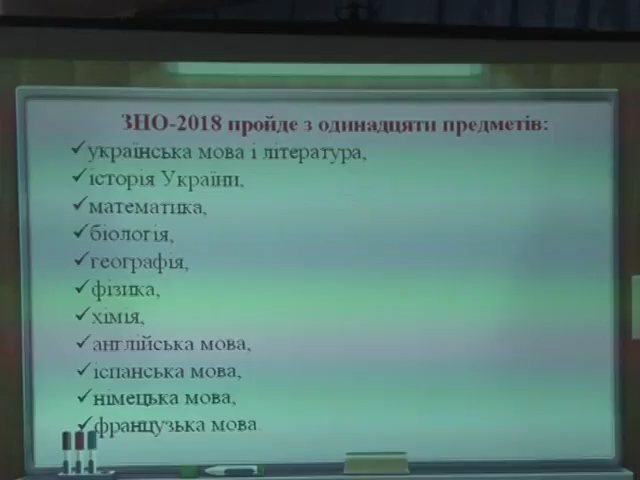 ЗНО-2018 пройде з одинадцяти предметів:
українська мова і література,
історія України,
математика,
біологія,
географія,
фізика,
хімія,
англійська мова,
іспанська мова,
німецька мова,
французька мова